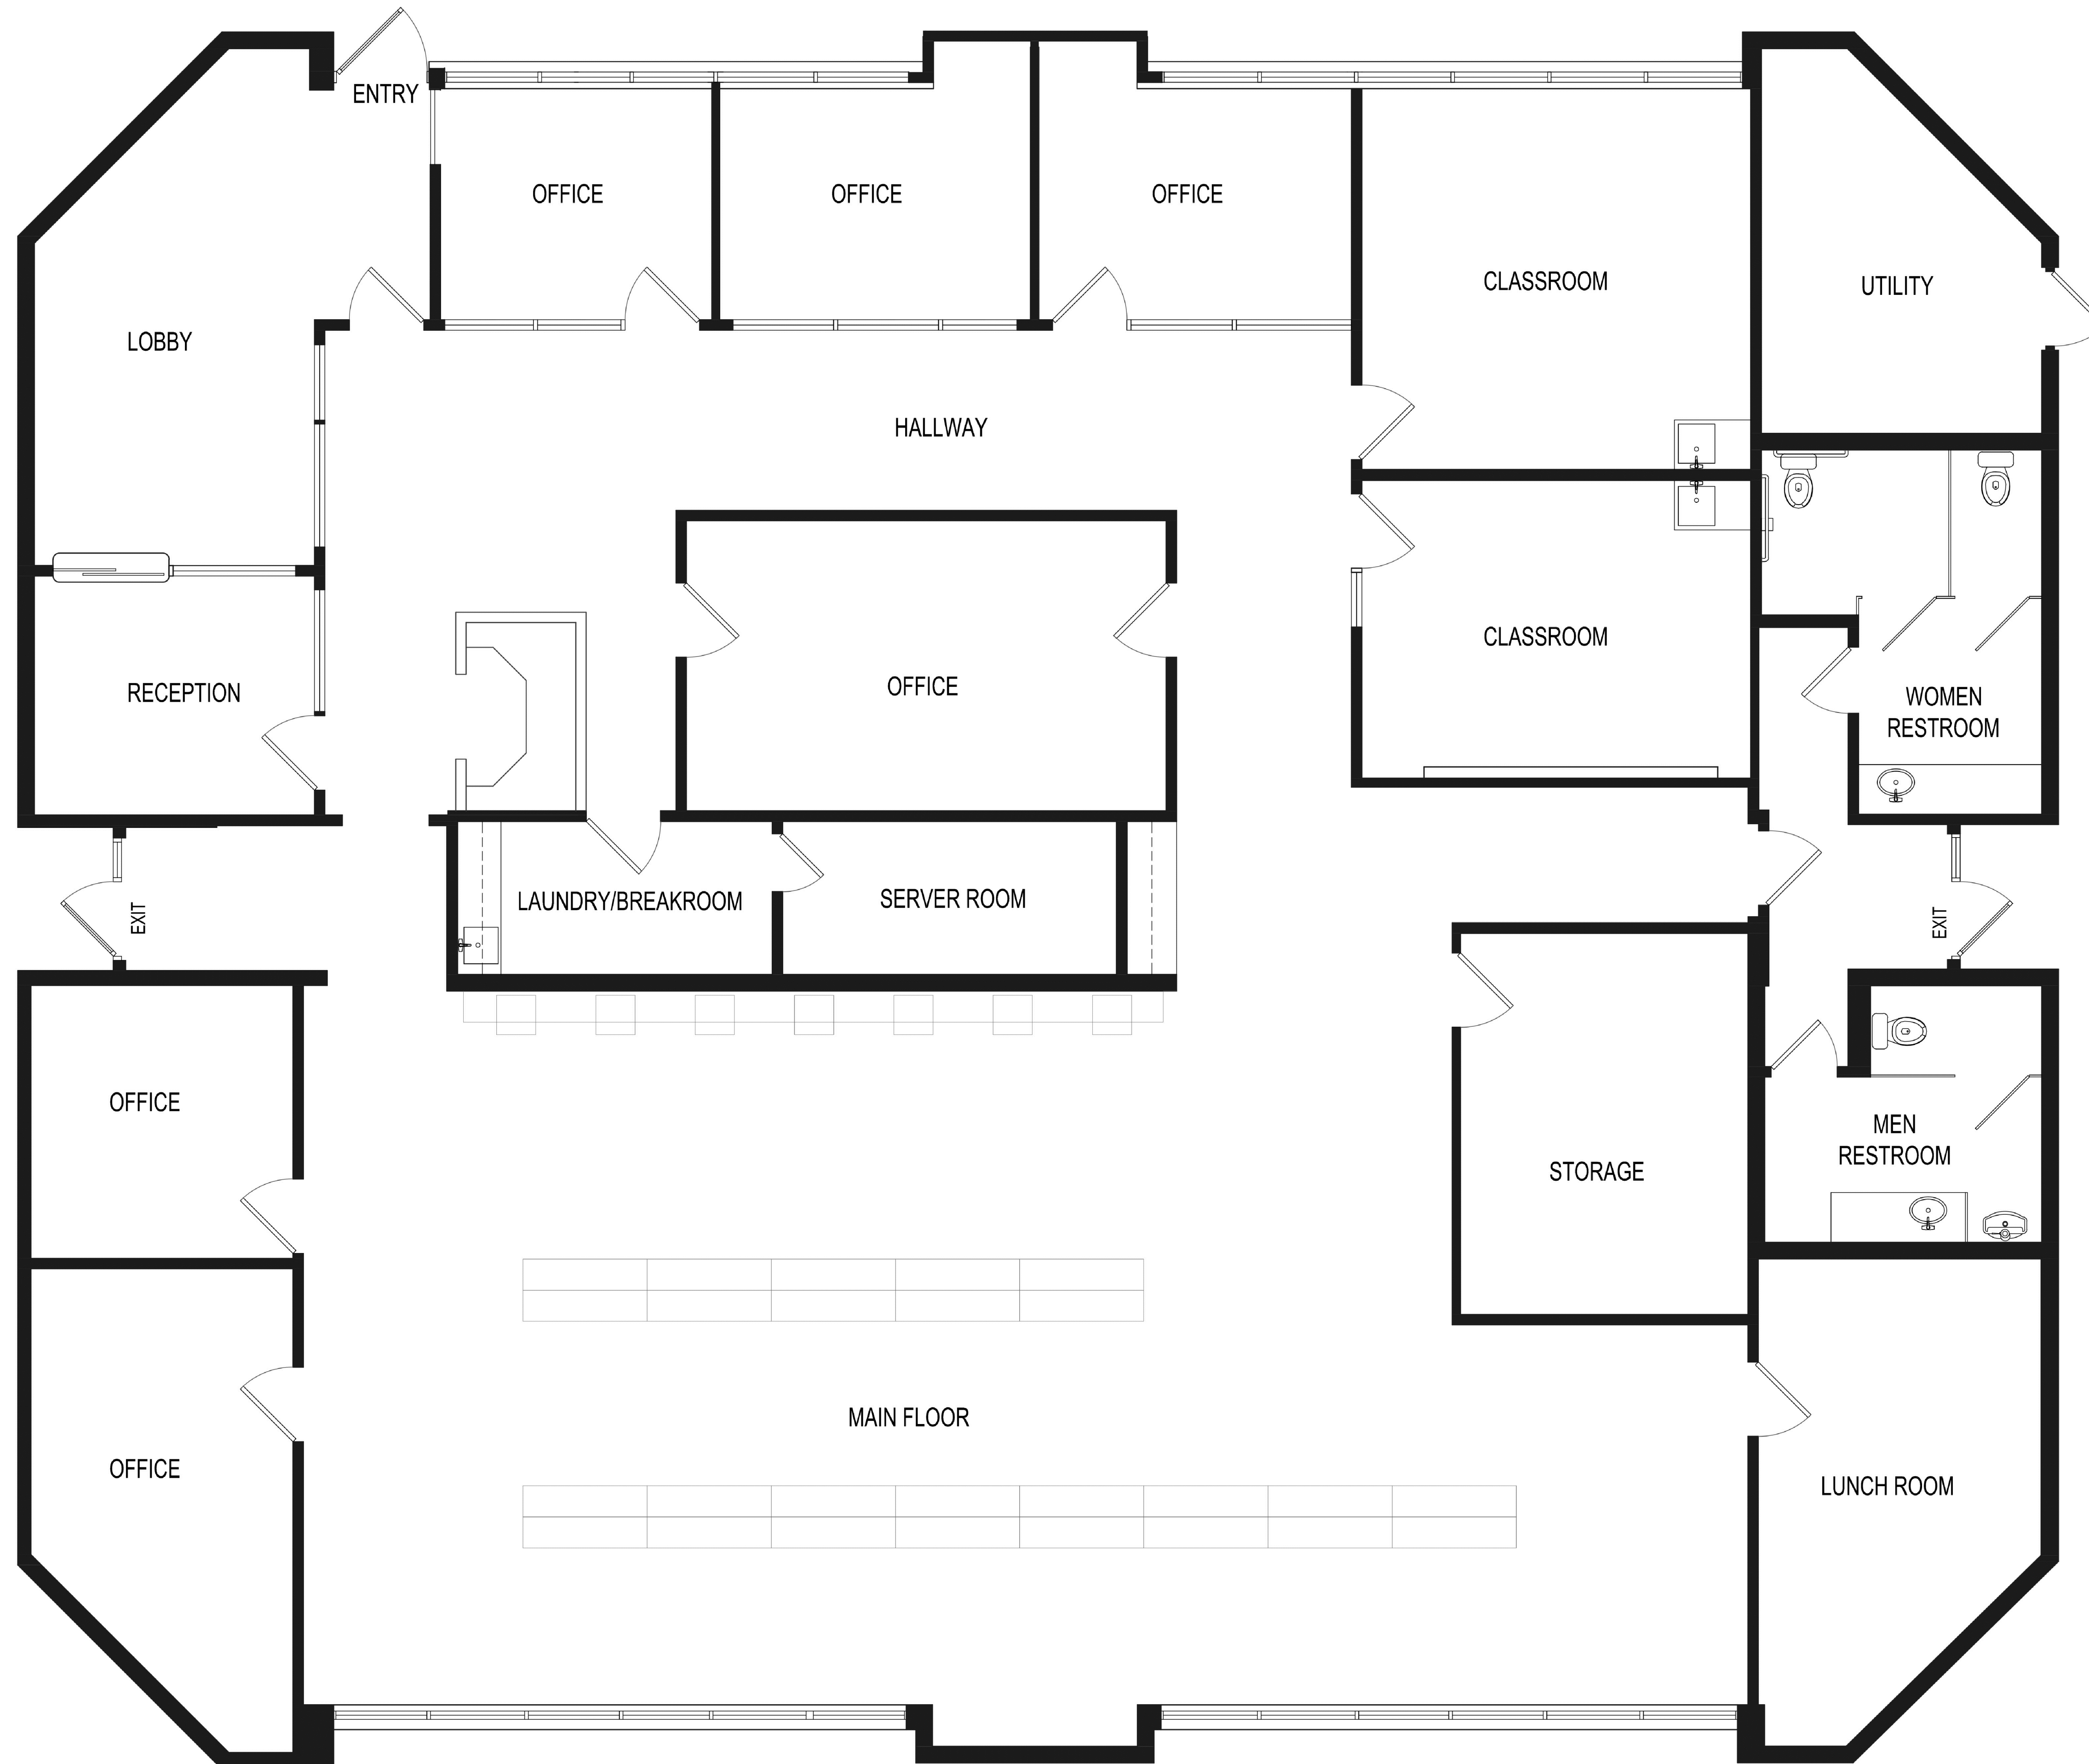 ENTRY
OFFICE
OFFICE
OFFICE
CLASSROOM
UTILITY
LOBBY
HALLWAY
CLASSROOM
RECEPTION
OFFICE
WOMEN
RESTROOM
LAUNDRY/BREAKROOM
SERVER ROOM
EXIT
EXIT
OFFICE
MEN
RESTROOM
STORAGE
MAIN FLOOR
OFFICE
LUNCH ROOM